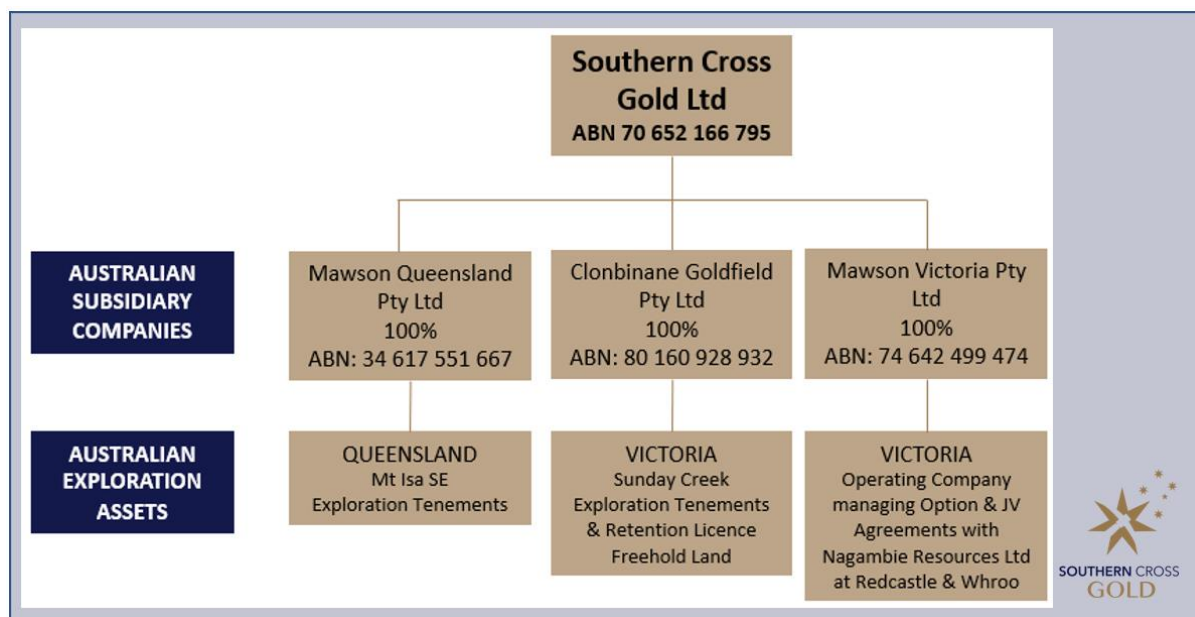 Southern Cross
Gold Ltd
ABN 70 652 166 795
AUSTRALIAN
SUBSIDIARY
COMPANIES
Mawson Queensland
Pty Ltd
100%
ABN: 34 617 551 667
Clonbinane Goldfield
Pty Ltd
100%
ABN: 80 160 928 932
Mawson Victoria Pty
Ltd
100%
ABN: 74 642 499 474
AUSTRALIAN
EXPLORATION
ASSETS
QUEENSLAND
Mt Isa SE
Exploration Tenements
VICTORIA
Sunday Creek
Exploration Tenements
& Retention Licence
Freehold Land
VICTORIA
Operating Company
managing Option & JV
Agreements with
Nagambie Resources Ltd
at Redcastle & Whroo
SOUTHERN CROSS
GOLD